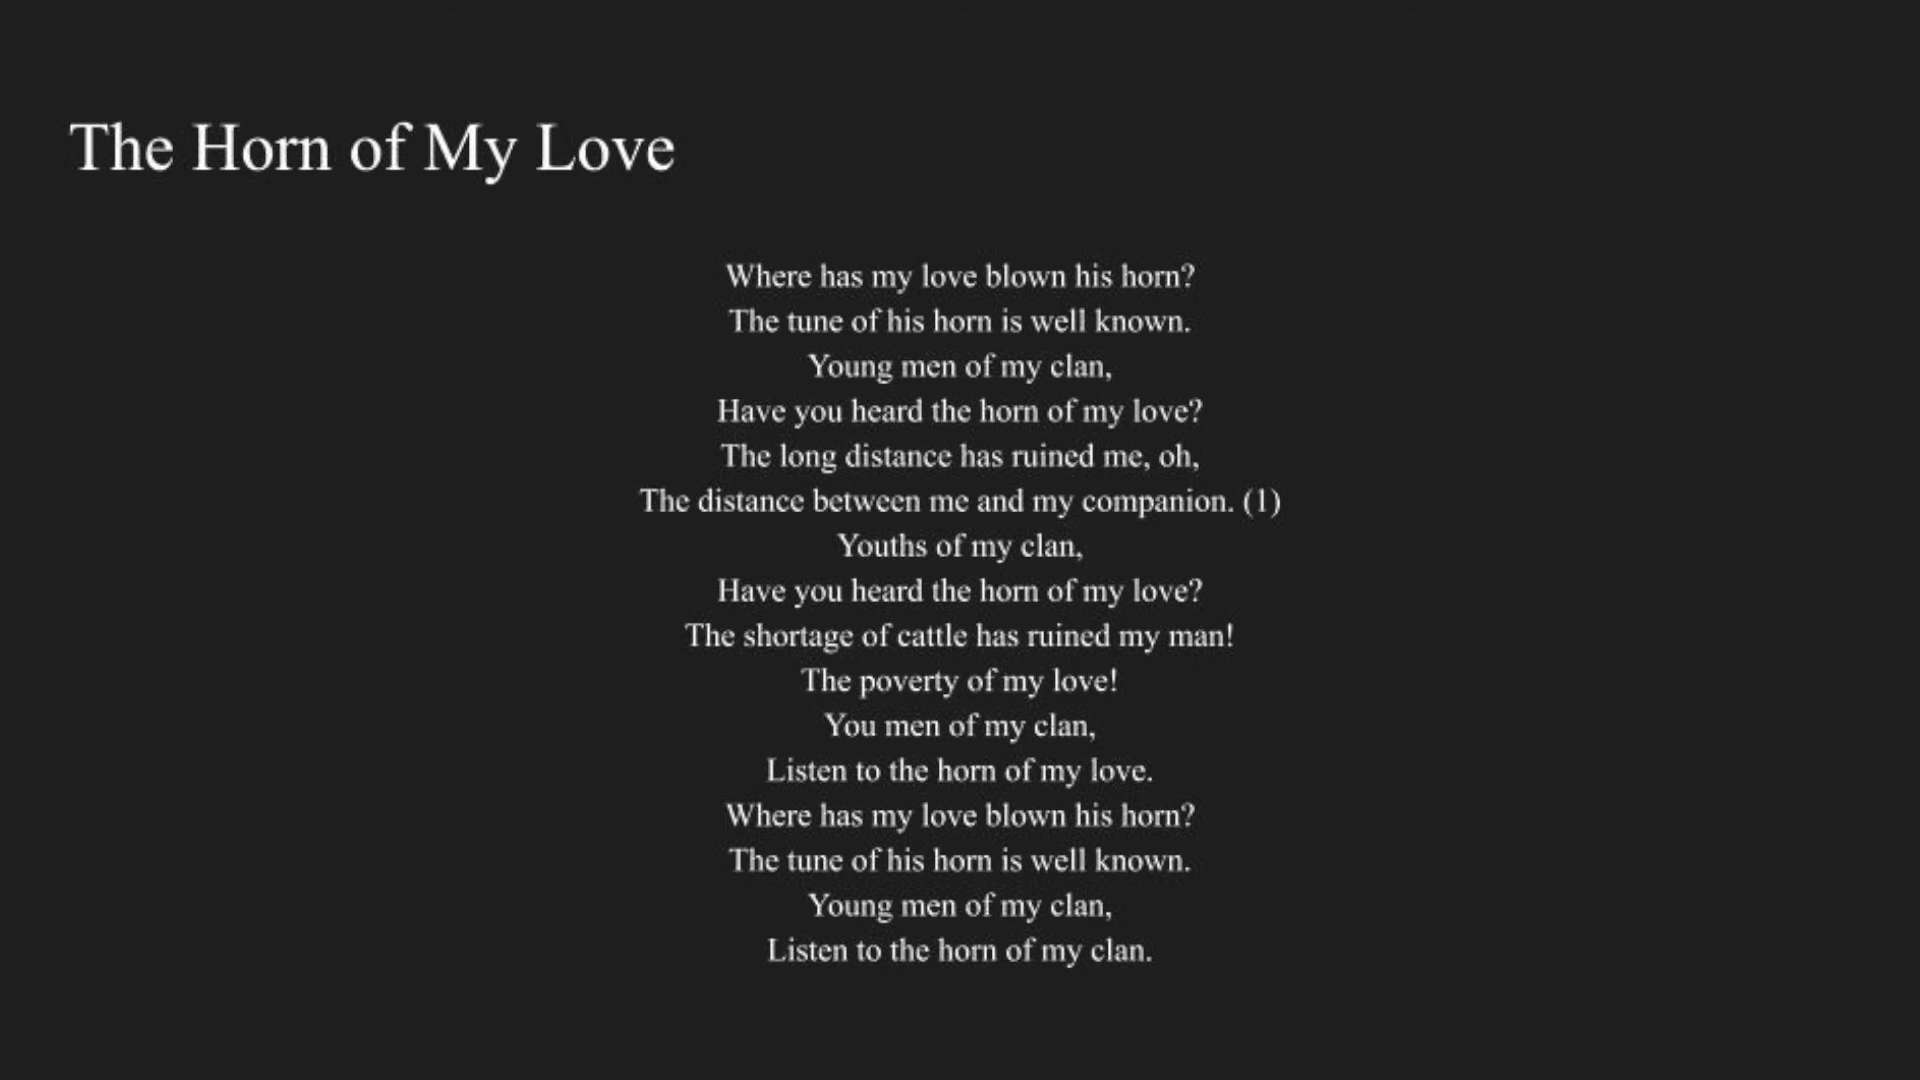 The Horn of My Love
Where has my love blown his horn?
The tune of his horn is well known.
Young men of my clan,
Have you heard the horn of my love?
The long distance has ruined me, oh,
The distance between me and my companion. (1)
Youths of my clan,
Have you heard the horn of my love?
The shortage of cattle has ruined my man!
The poverty of my love!
You men of my clan,
Listen to the horn of my love.
Where has my love blown his horn?
The tune of his horn is well known.
Young men of my clan,
Listen to the horn of my clan.